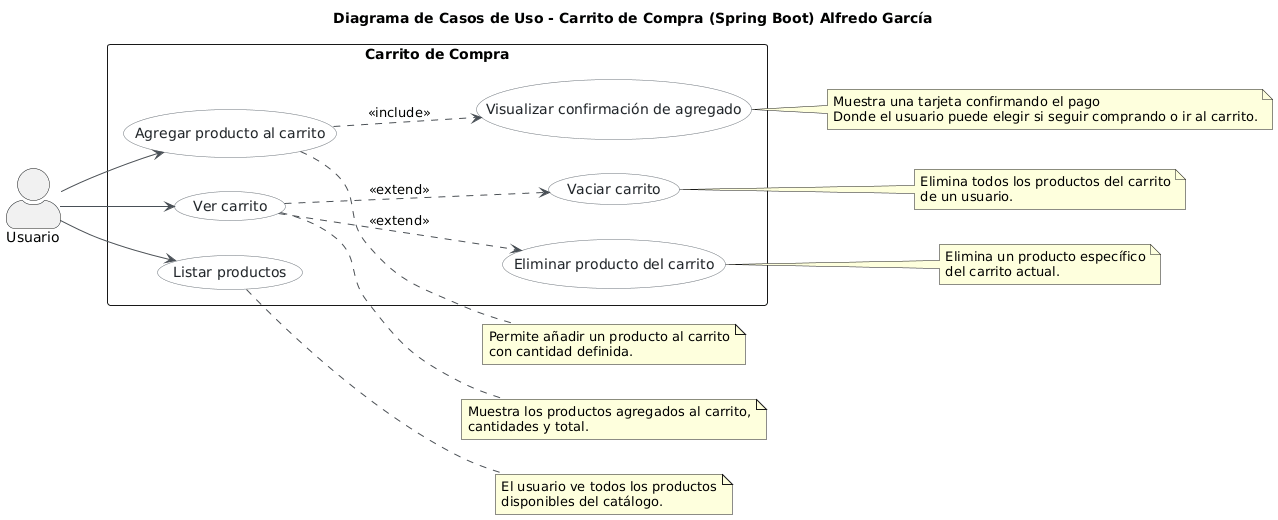 Diagrama de Casos de Uso - Carrito de Compra (Spring Boot) Alfredo García
Carrito de Compra
Usuario
Agregar producto al carrito
«include»
Visualizar confirmación de agregado
Muestra una tarjeta confirmando el pago
Donde el usuario puede elegir si seguir comprando o ir al carrito.
Ver carrito
«extend»
Vaciar carrito
Elimina todos los productos del carrito
de un usuario.
«extend»
Eliminar producto del carrito
Elimina un producto específico
del carrito actual.
Listar productos
Permite añadir un producto al carrito
con cantidad definida.
Muestra los productos agregados al carrito,
cantidades y total.
El usuario ve todos los productos
disponibles del catálogo.